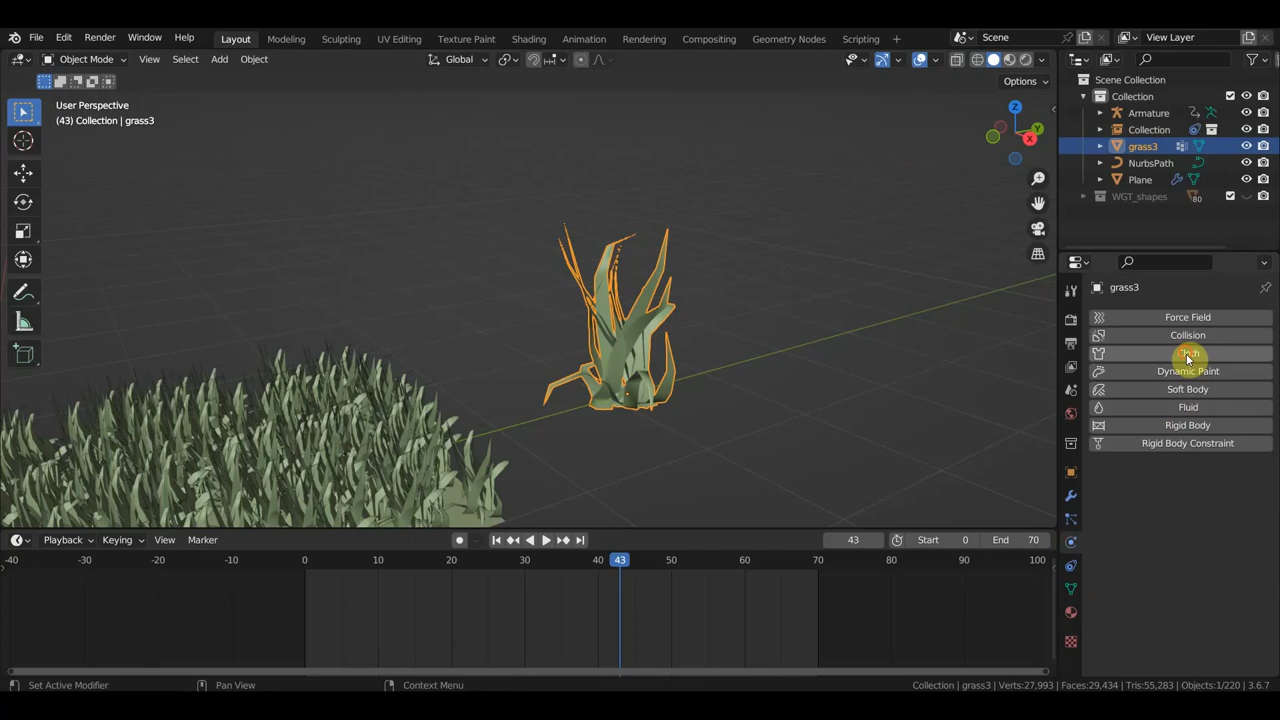 File Edit Render Window Help Layout Modeling Sculpting UV Editing Texture Paint Shading Animation Rendering Compositing Geometry Nodes Scripting + Scene View Layer
Object Mode View Select Add Object Global
Options
User Perspective
(43) Collection | grass3
Z
Y
X
Scene Collection
Collection
Armature
Collection
grass3
NurbsPath
Plane
WGT_shapes 80
grass3
Force Field
Collision
Cloth
Dynamic Paint
Soft Body
Fluid
Rigid Body
Rigid Body Constraint
Playback Keying View Marker 43 Start 0 End 70
-40 -30 -20 -10 0 10 20 30 40 43 50 60 70 80 90 100
Set Active Modifier Pan View Context Menu Collection | grass3 | Verts:27,993 | Faces:29,434 | Tris:55,283 | Objects:1/220 | 3.6.7